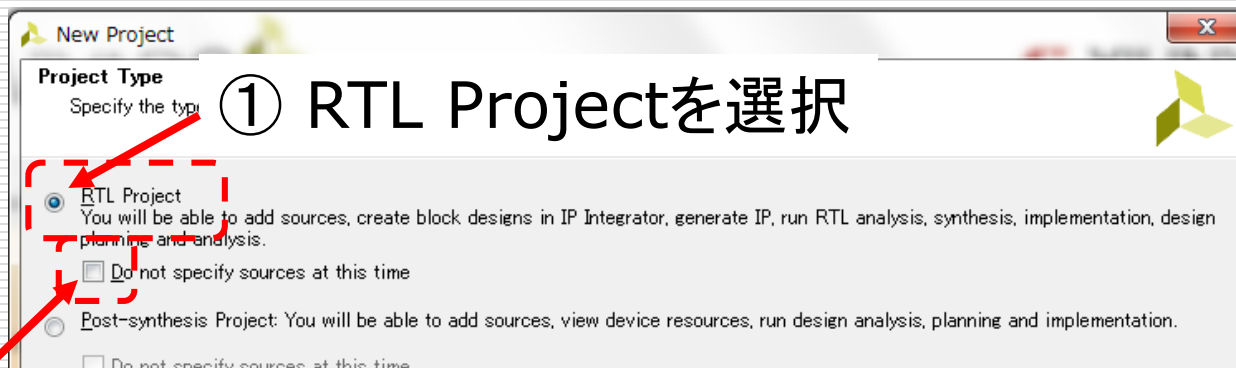 New Project
Project Type
Specify the typ
① RTL Projectを選択
RTL Project
You will be able to add sources, create block designs in IP Integrator, generate IP, run RTL analysis, synthesis, implementation, design
planning and analysis.
Do not specify sources at this time
Post-synthesis Project: You will be able to add sources, view device resources, run design analysis, planning and implementation.
Do not specify sources at this time